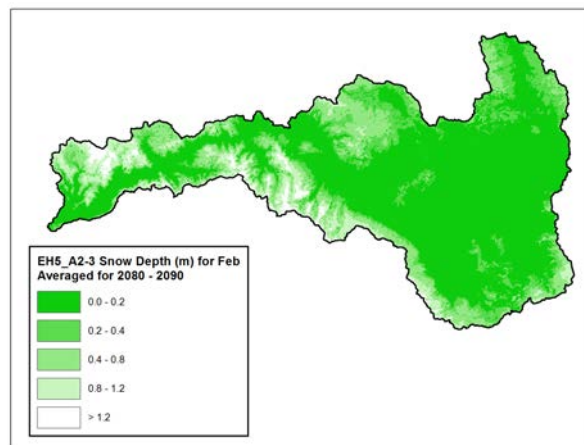 EH5_A2-3 Snow Depth (m) for Feb
Averaged for 2080 - 2090
0.0 - 0.2
0.2 - 0.4
0.4 - 0.8
0.8 - 1.2
> 1.2